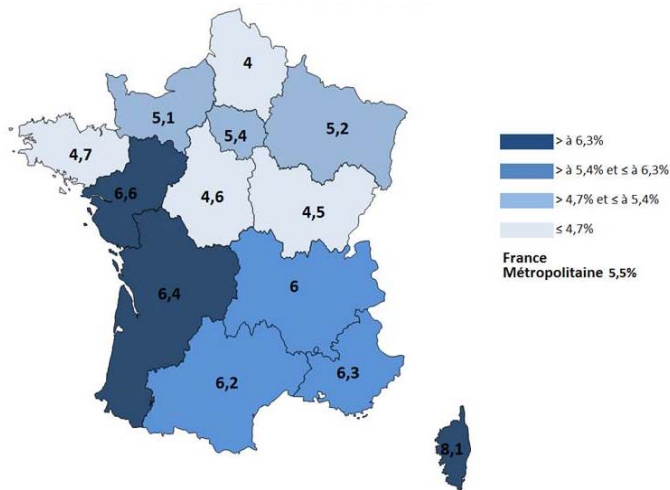 4
5,1
5,4
5,2
4,7
6,6
4,6
4,5
6,4
6
6,2
6,3
8,1
> à 6,3%
> à 5,4% et ≤ à 6,3%
> 4,7% et ≤ à 5,4%
≤ 4,7%
France
Métropolitaine 5,5%